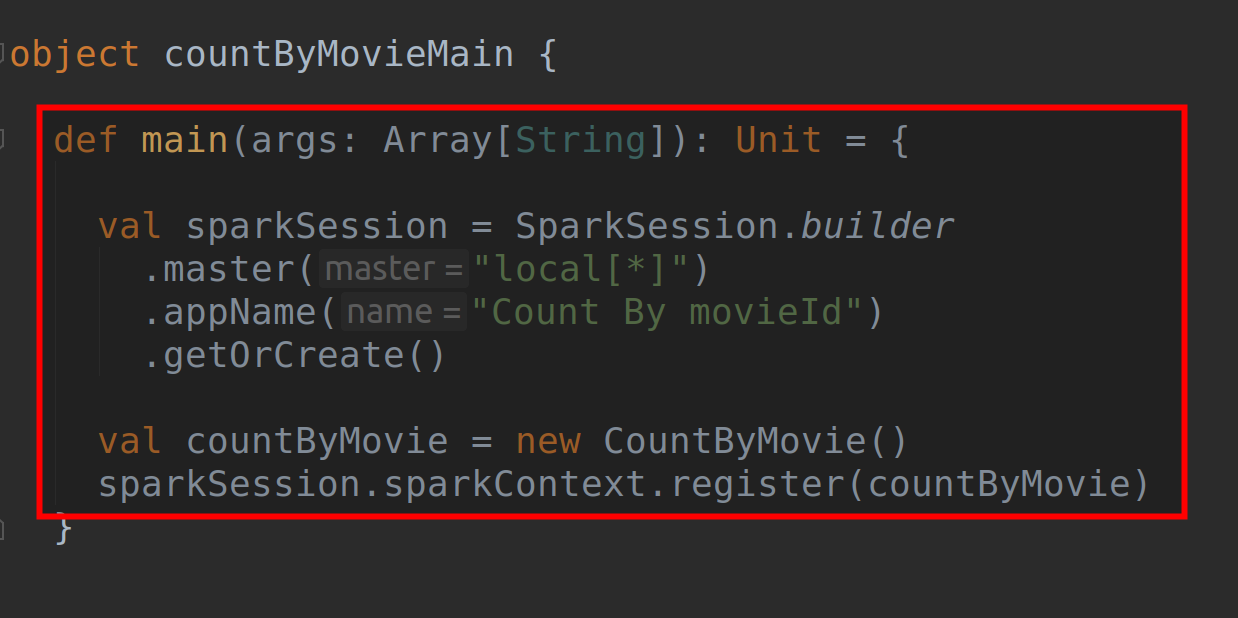 object countByMovieMain {
def main(args: Array[String]): Unit = {
val sparkSession = SparkSession.builder
.master( master = "local[*]")
.appName( name = "Count By movieId")
.getOrCreate()
val countByMovie = new CountByMovie()
sparkSession.sparkContext.register(countByMovie)
}